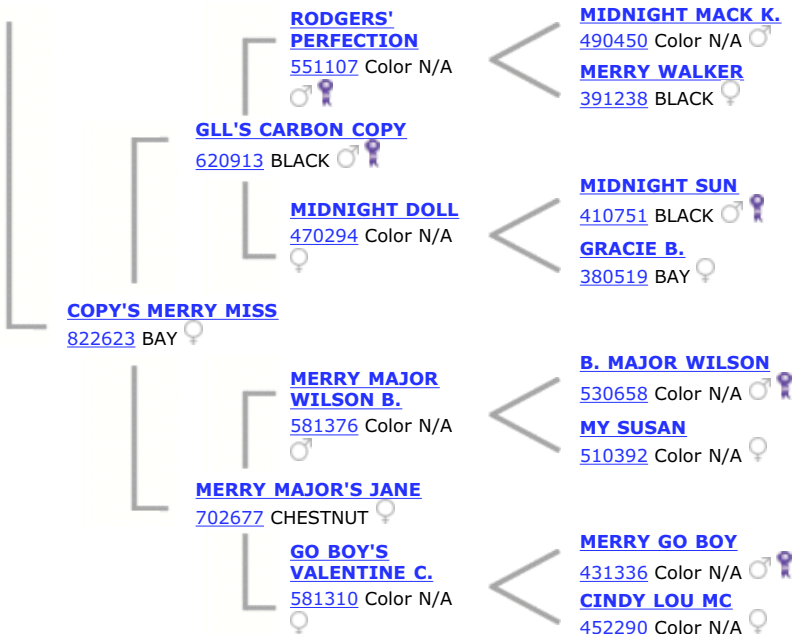 RODGERS'
PERFECTION
551107 Color N/A
MIDNIGHT MACK K.
490450 Color N/A
MERRY WALKER
391238 BLACK
GLL'S CARBON COPY
620913 BLACK
MIDNIGHT DOLL
470294 Color N/A
MIDNIGHT SUN
410751 BLACK
GRACIE B.
380519 BAY
COPY'S MERRY MISS
822623 BAY
MERRY MAJOR
WILSON B.
581376 Color N/A
B. MAJOR WILSON
530658 Color N/A
MY SUSAN
510392 Color N/A
MERRY MAJOR'S JANE
702677 CHESTNUT
GO BOY'S
VALENTINE C.
581310 Color N/A
MERRY GO BOY
431336 Color N/A
CINDY LOU MC
452290 Color N/A